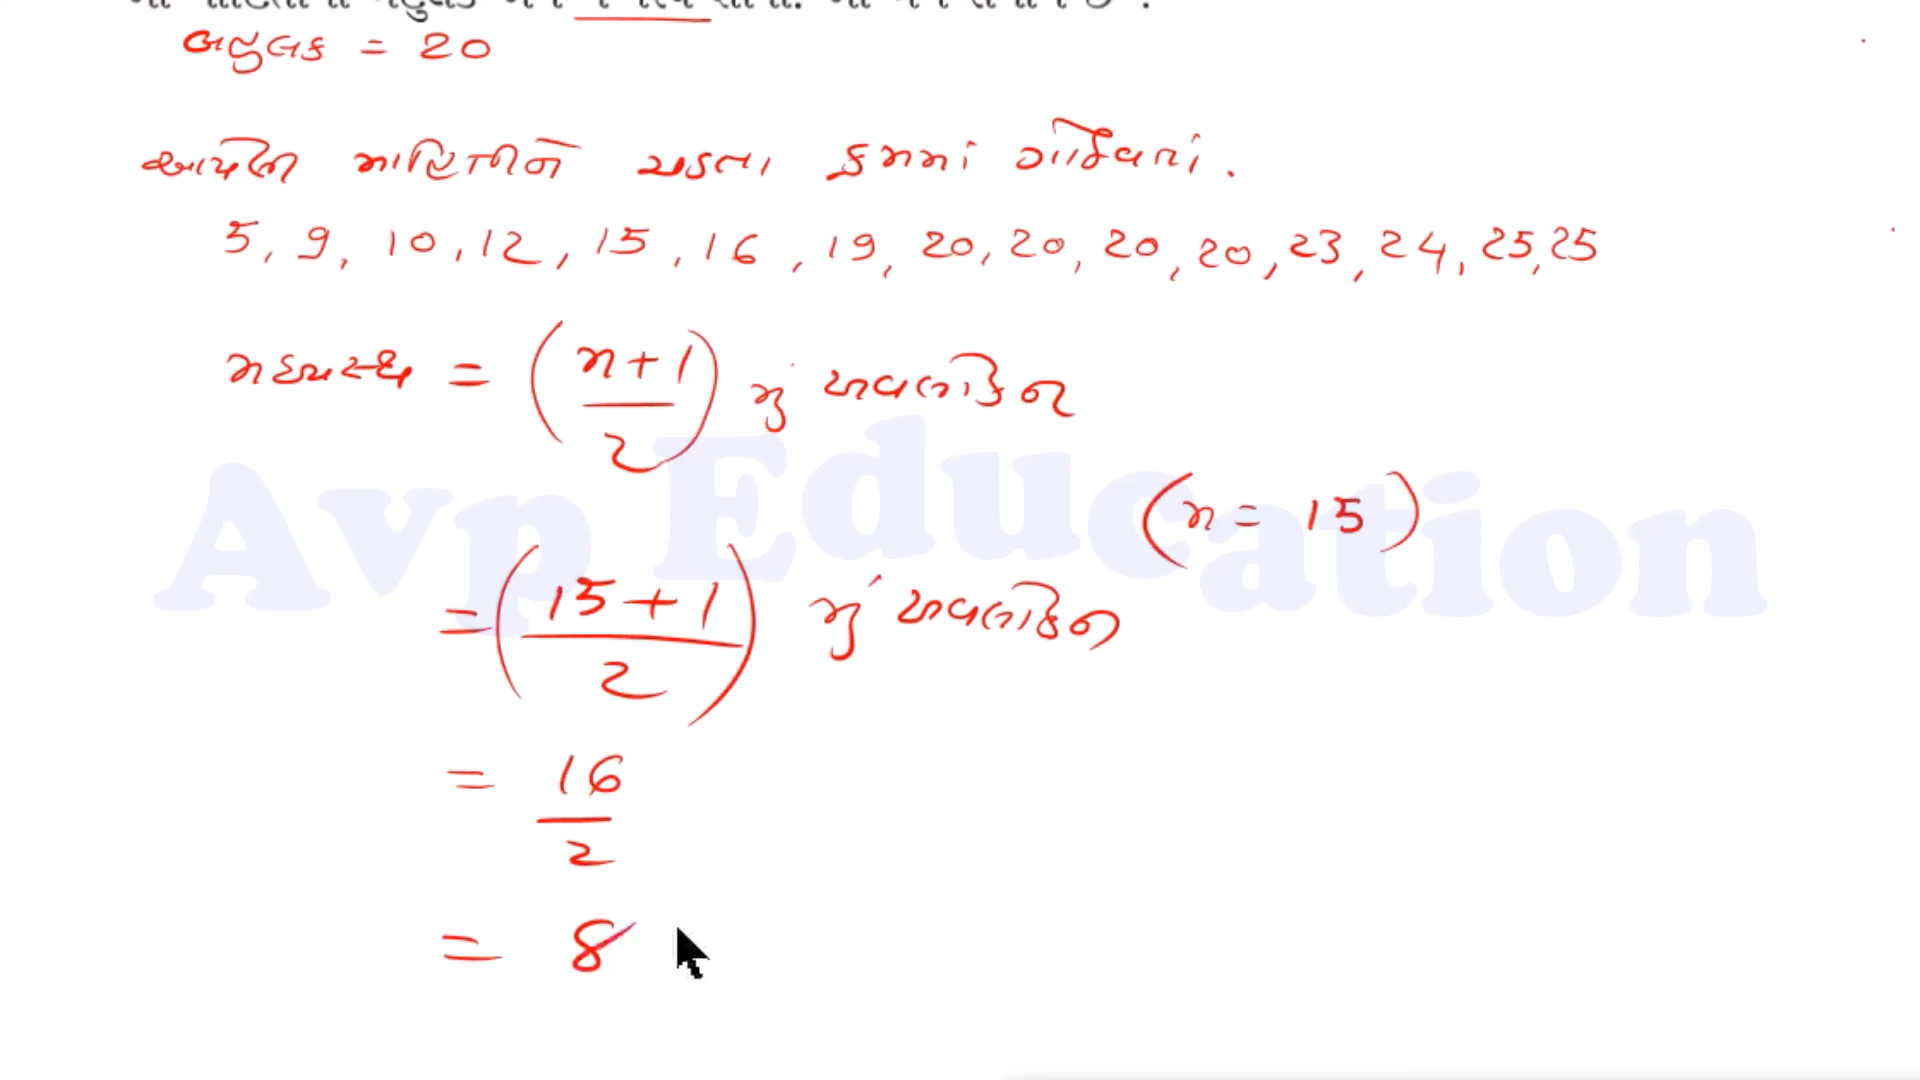 બહુલક = 20
આપેલી માહિતીને ચડતા ક્રમમાં ગોઠવતાં.
5, 9, 10, 12, 15, 16, 19, 20, 20, 20, 20, 23, 24, 25, 25
મધ્યસ્થ = (n+1/2) મું અવલોકન
(n = 15)
= (15+1/2) મું અવલોકન
= 16/2
= 8
Avp Education